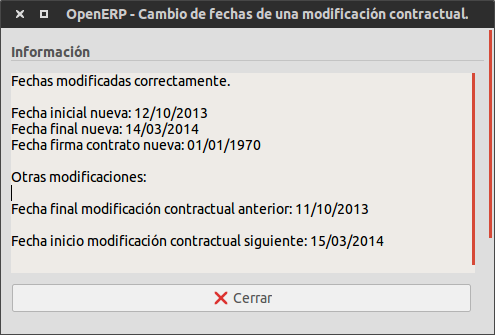 OpenERP - Cambio de fechas de una modificación contractual.
Información
Fechas modificadas correctamente.
Fecha inicial nueva: 12/10/2013
Fecha final nueva: 14/03/2014
Fecha firma contrato nueva: 01/01/1970
Otras modificaciones:
Fecha final modificación contractual anterior: 11/10/2013
Fecha inicio modificación contractual siguiente: 15/03/2014
Cerrar